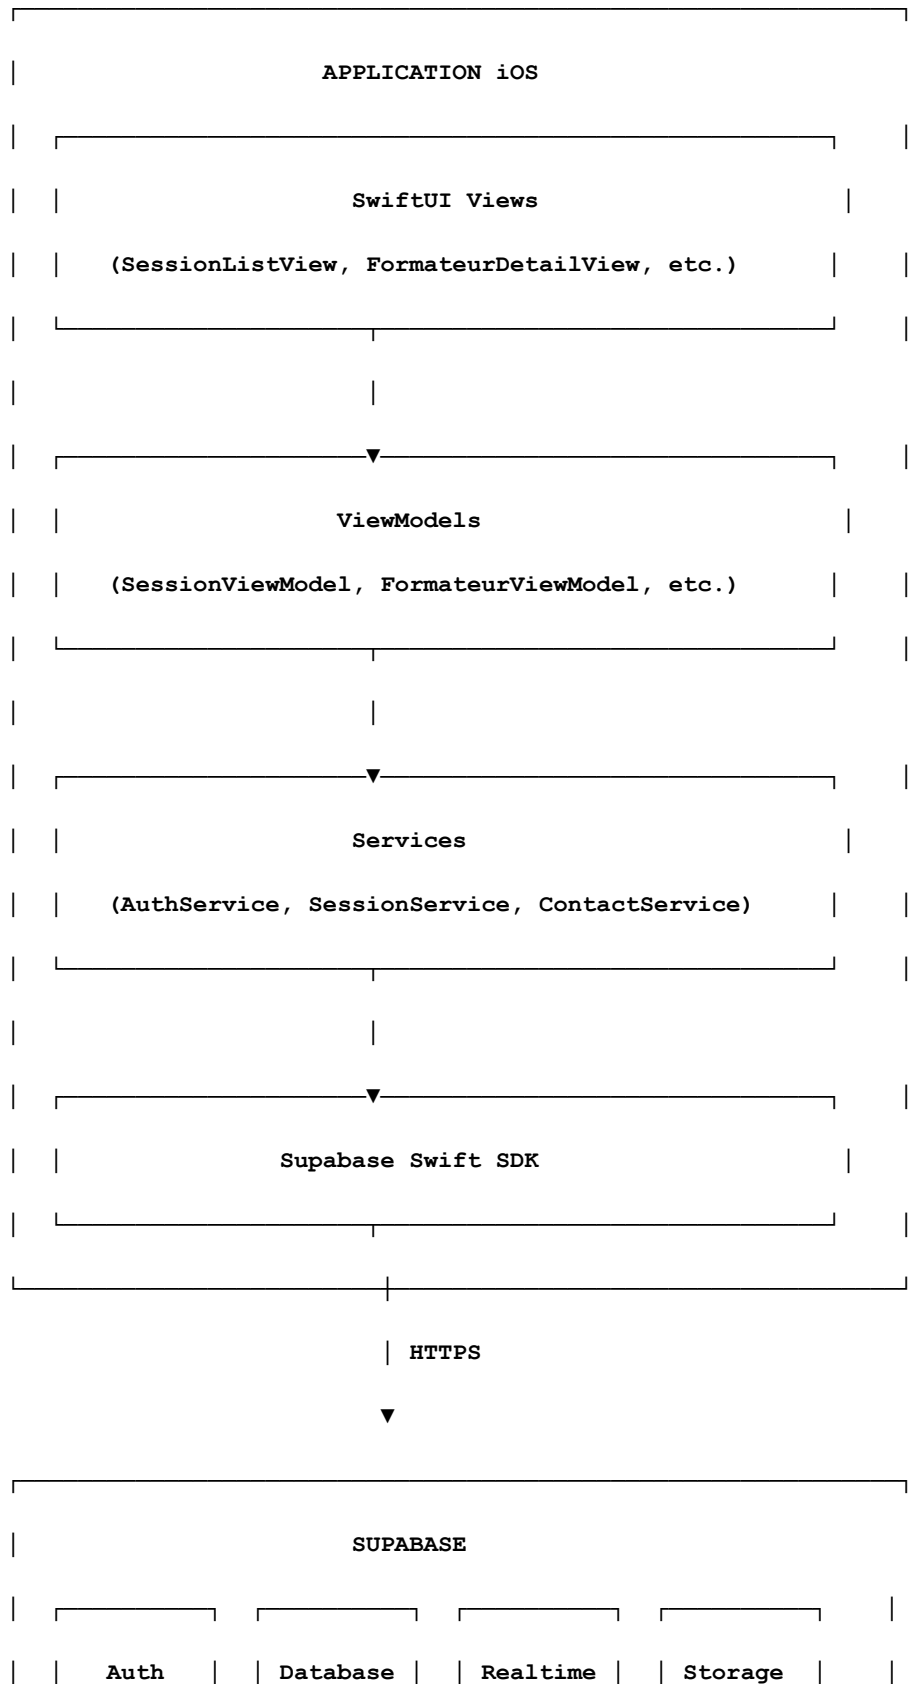 APPLICATION iOS
SwiftUI Views
(SessionListView, FormateurDetailView, etc.)
ViewModels
(SessionViewModel, FormateurViewModel, etc.)
Services
(AuthService, SessionService, ContactService)
Supabase Swift SDK
HTTPS
SUPABASE
Auth Database Realtime Storage